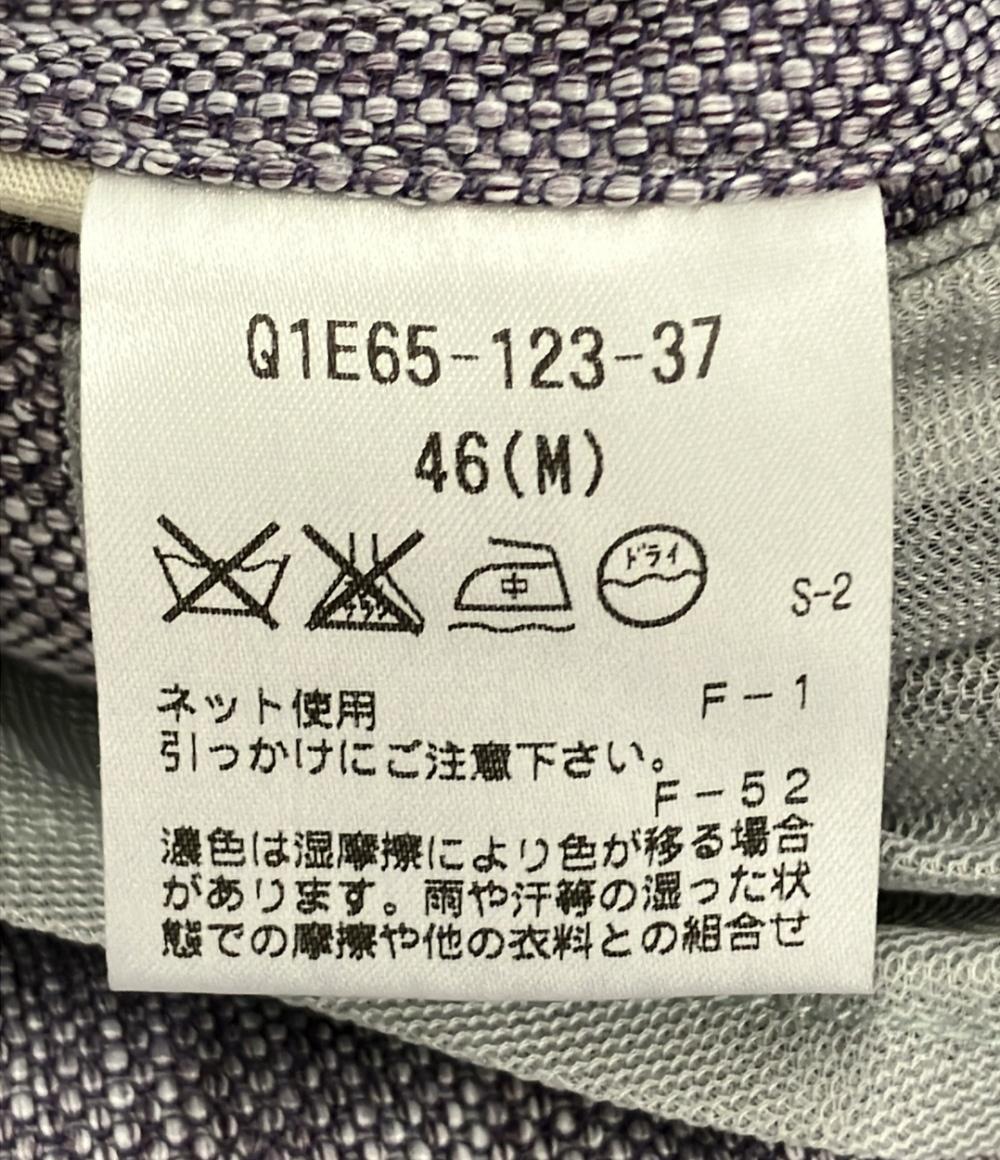 Q1E65-123-37
46(M)
中
ドライ
S-2
ネット使用
F-1
引っかけにご注意下さい。
F-52
濃色は湿摩擦により色が移る場合
があります。雨や汗等の湿った状
態での摩擦や他の衣料との組合せ